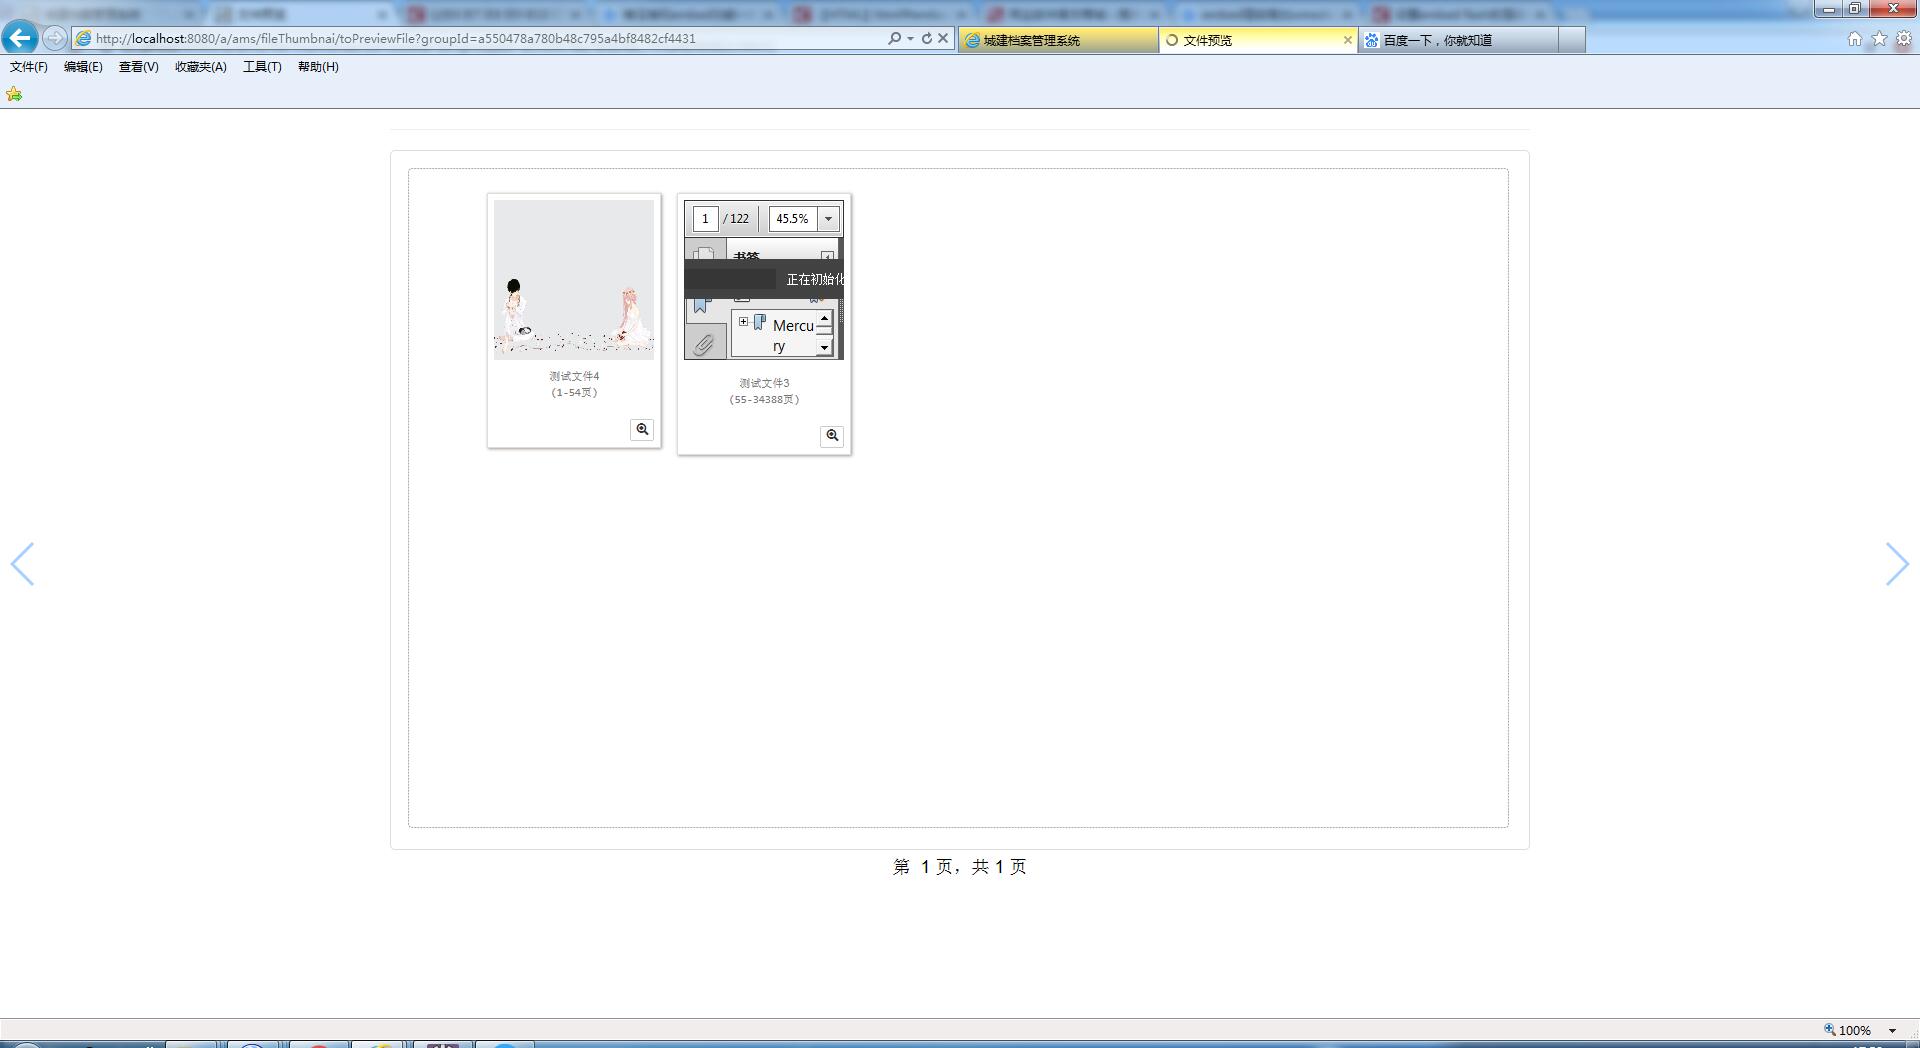 http://localhost:8080/a/ams/fileThumbnai/toPreviewFile?groupId=a550478a780b48c795a4bf8482cf4431
城建档案管理系统
文件预览
百度一下，你就知道
文件(F) 编辑(E) 查看(V) 收藏夹(A) 工具(T) 帮助(H)
1 / 122 45.5%
书签
正在初始化
Mercu
ry
测试文件4
(1-54页)
测试文件3
(55-34388页)
第 1 页，共 1 页
100%